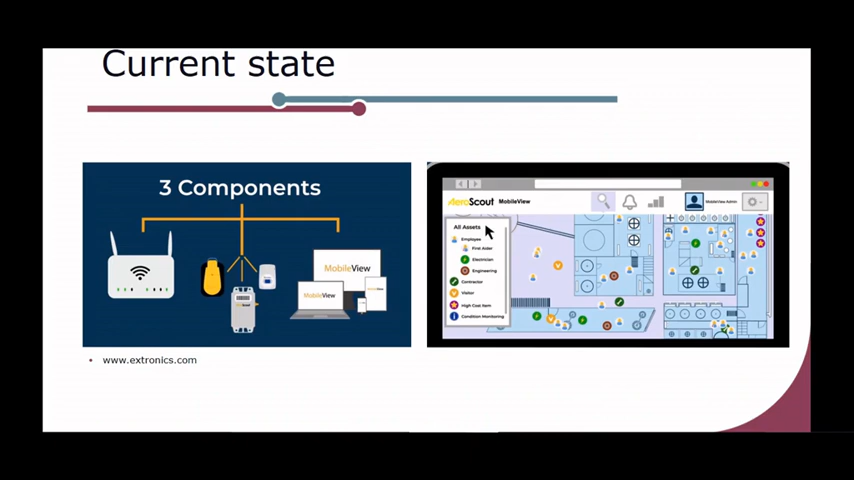 Current state
3 Components
MobileView
MobileView
MobileView
AeroScout MobileView
MobileView Admin
All Assets
Employee
First Aider
Electrician
Engineering
Contractor
Visitor
High Cost Item
Condition Monitoring
• www.extronics.com